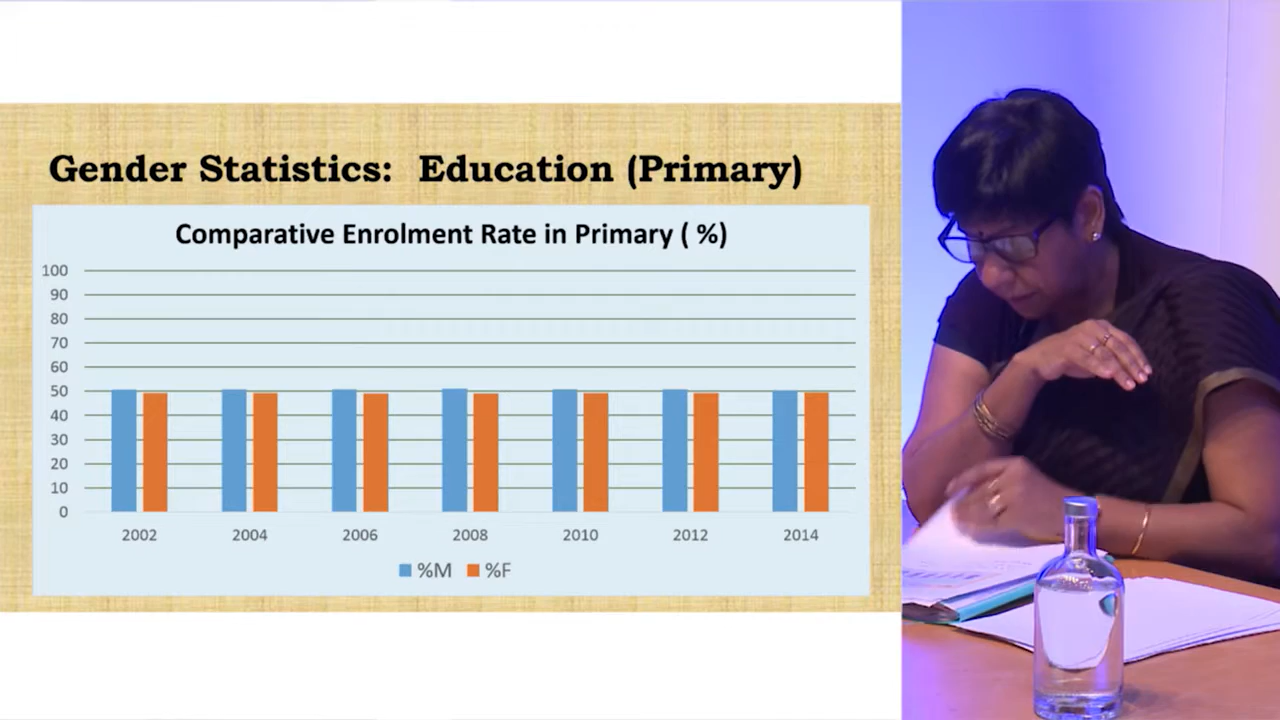 Gender Statistics: Education (Primary)
Comparative Enrolment Rate in Primary ( %)
100
90
80
70
60
50
40
30
20
10
0
2002 2004 2006 2008 2010 2012 2014
%M %F